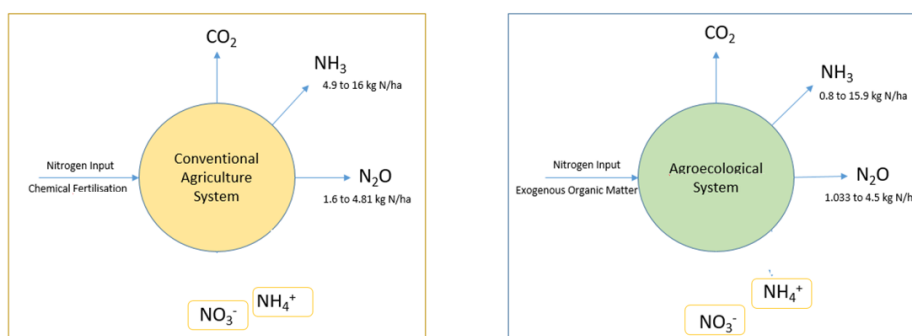 CO₂
NH₃
4.9 to 16 kg N/ha
Nitrogen Input
Chemical Fertilisation
Conventional
Agriculture
System
N₂O
1.6 to 4.81 kg N/ha
NO₃⁻
NH₄⁺
CO₂
NH₃
0.8 to 15.9 kg N/ha
Nitrogen Input
Exogenous Organic Matter
Agroecological
System
N₂O
1.033 to 4.5 kg N/h
NH₄⁺
NO₃⁻